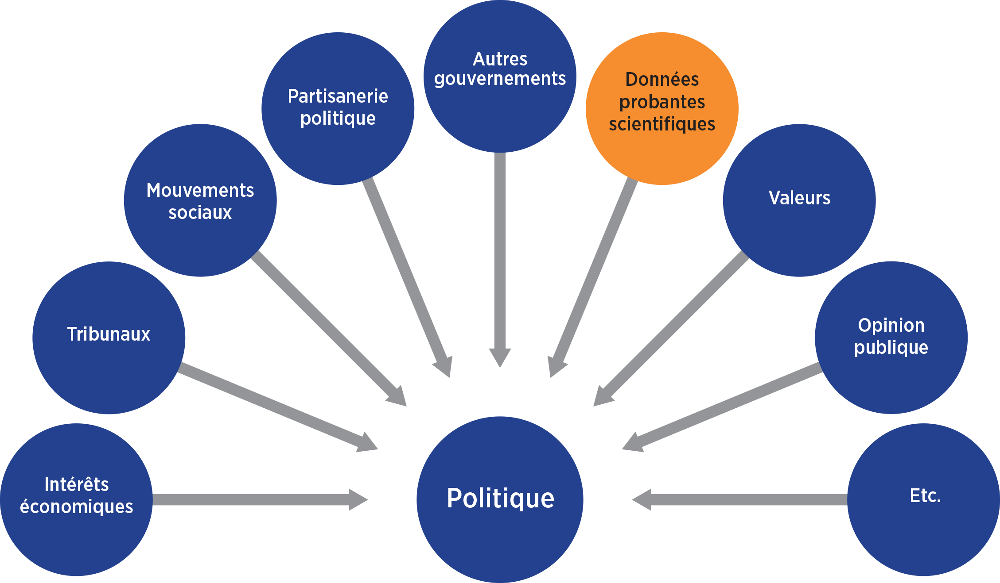 Autres
gouvernements
Partisanerie
politique
Données
probantes
scientifiques
Mouvements
sociaux
Valeurs
Tribunaux
Opinion
publique
Intérêts
économiques
Politique
Etc.